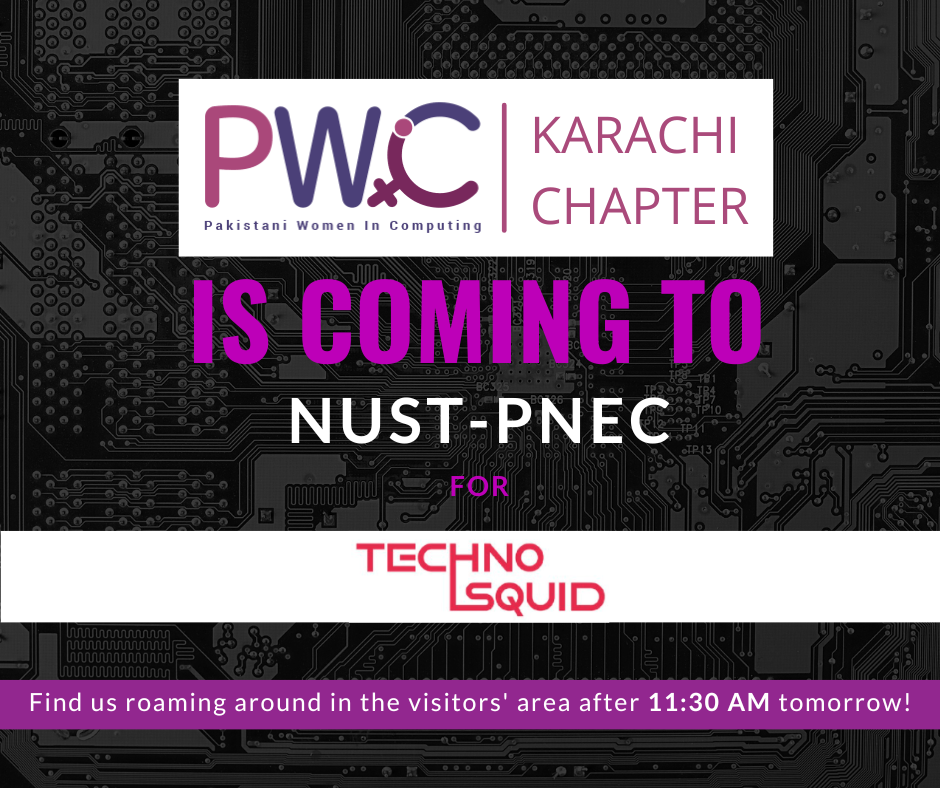 PWiC
Pakistani Women In Computing
KARACHI
CHAPTER
IS COMING TO
NUST-PNEC
FOR
TECHNO
SQUID
Find us roaming around in the visitors' area after 11:30 AM tomorrow!